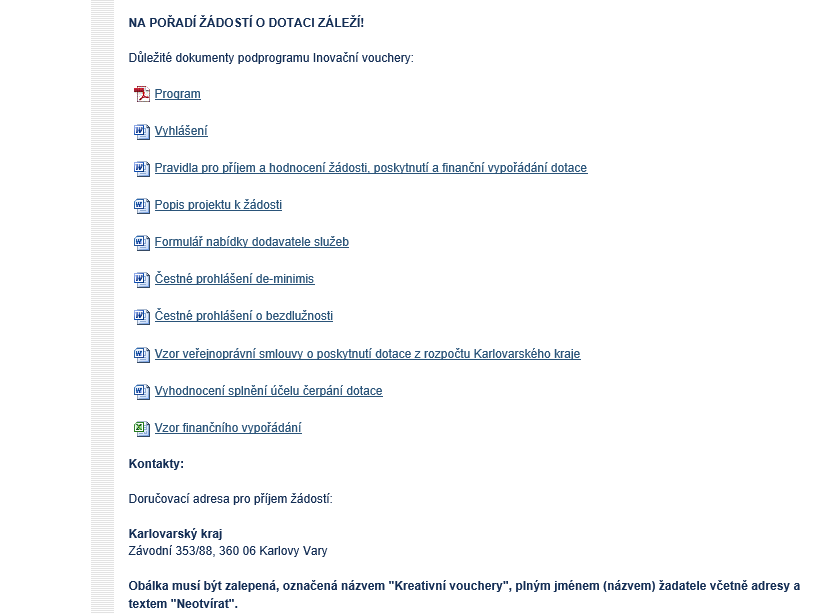 NA POŘADÍ ŽÁDOSTÍ O DOTACI ZÁLEŽÍ!
Důležité dokumenty podprogramu Inovační vouchery:
Program
Vyhlášení
Pravidla pro příjem a hodnocení žádosti, poskytnutí a finanční vypořádání dotace
Popis projektu k žádosti
Formulář nabídky dodavatele služeb
Čestné prohlášení de-minimis
Čestné prohlášení o bezdlužnosti
Vzor veřejnoprávní smlouvy o poskytnutí dotace z rozpočtu Karlovarského kraje
Vyhodnocení splnění účelu čerpání dotace
Vzor finančního vypořádání
Kontakty:
Doručovací adresa pro příjem žádostí:
Karlovarský kraj
Závodní 353/88, 360 06 Karlovy Vary
Obálka musí být zalepená, označená názvem "Kreativní vouchery", plným jménem (názvem) žadatele včetně adresy a
textem "Neotvírat".